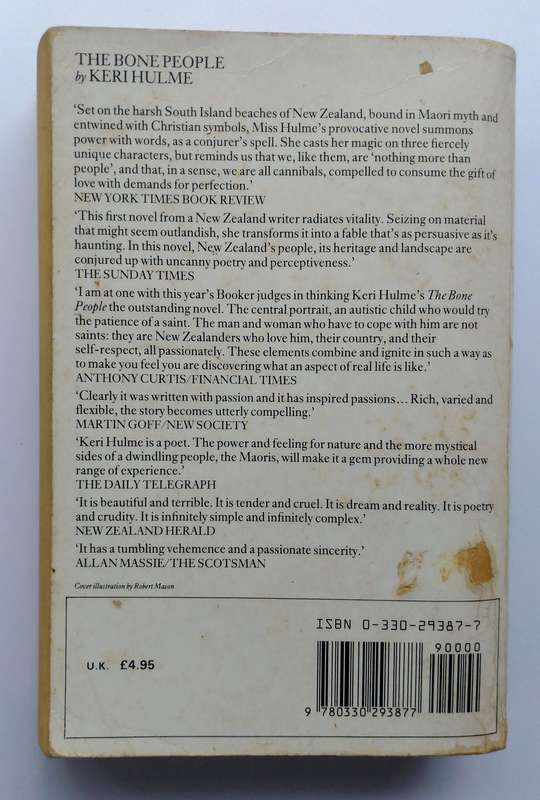 THE BONE PEOPLE
by KERI HULME
‘Set on the harsh South Island beaches of New Zealand, bound in Maori myth and
entwined with Christian symbols, Miss Hulme’s provocative novel summons
power with words, as a conjurer’s spell. She casts her magic on three fiercely
unique characters, but reminds us that we, like them, are ‘nothing more than
people’, and that, in a sense, we are all cannibals, compelled to consume the gift of
love with demands for perfection.’
NEW YORK TIMES BOOK REVIEW
‘This first novel from a New Zealand writer radiates vitality. Seizing on material
that might seem outlandish, she transforms it into a fable that’s as persuasive as it’s
haunting. In this novel, New Zealand’s people, its heritage and landscape are
conjured up with uncanny poetry and perceptiveness.’
THE SUNDAY TIMES
‘I am at one with this year’s Booker judges in thinking Keri Hulme’s The Bone
People the outstanding novel. The central portrait, an autistic child who would try
the patience of a saint. The man and woman who have to cope with him are not
saints: they are New Zealanders who love him, their country, and their
self-respect, all passionately. These elements combine and ignite in such a way as
to make you feel you are discovering what an aspect of real life is like.’
ANTHONY CURTIS/FINANCIAL TIMES
‘Clearly it was written with passion and it has inspired passions... Rich, varied and
flexible, the story becomes utterly compelling.’
MARTIN GOFF/NEW SOCIETY
‘Keri Hulme is a poet. The power and feeling for nature and the more mystical
sides of a dwindling people, the Maoris, will make it a gem providing a whole new
range of experience.’
THE DAILY TELEGRAPH
‘It is beautiful and terrible. It is tender and cruel. It is dream and reality. It is poetry
and crudity. It is infinitely simple and infinitely complex.’
NEW ZEALAND HERALD
‘It has a tumbling vehemence and a passionate sincerity.’
ALLAN MASSIE/THE SCOTSMAN
Cover illustration by Robert Mason
ISBN 0-330-29387-7
90000
U.K. £4.95
9 780330 293877